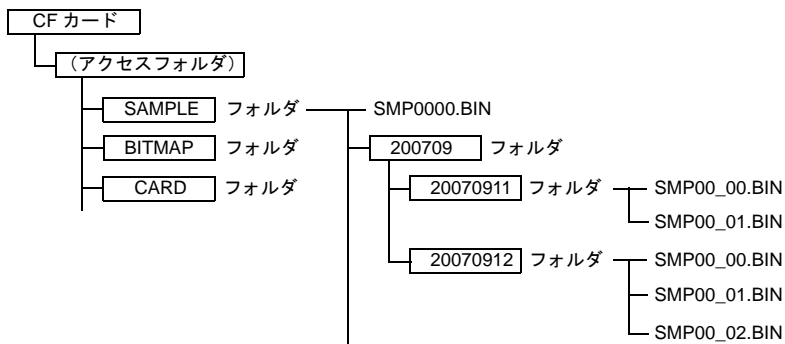 CF カード
（アクセスフォルダ）
SAMPLE フォルダ SMP0000.BIN
BITMAP フォルダ 200709 フォルダ
CARD フォルダ 20070911 フォルダ SMP00_00.BIN
SMP00_01.BIN
20070912 フォルダ SMP00_00.BIN
SMP00_01.BIN
SMP00_02.BIN